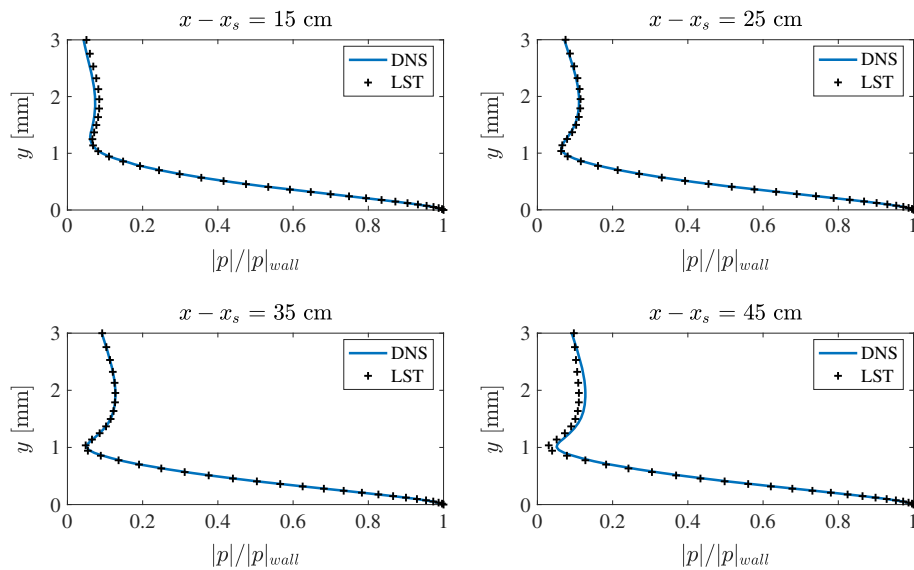 x − x_s = 15 cm
3
2
1
0
y [mm]
DNS
LST
0 0.2 0.4 0.6 0.8 1
|p|/|p|_wall
x − x_s = 25 cm
3
2
1
0
y [mm]
DNS
LST
0 0.2 0.4 0.6 0.8 1
|p|/|p|_wall
x − x_s = 35 cm
3
2
1
0
y [mm]
DNS
LST
0 0.2 0.4 0.6 0.8 1
|p|/|p|_wall
x − x_s = 45 cm
3
2
1
0
y [mm]
DNS
LST
0 0.2 0.4 0.6 0.8 1
|p|/|p|_wall